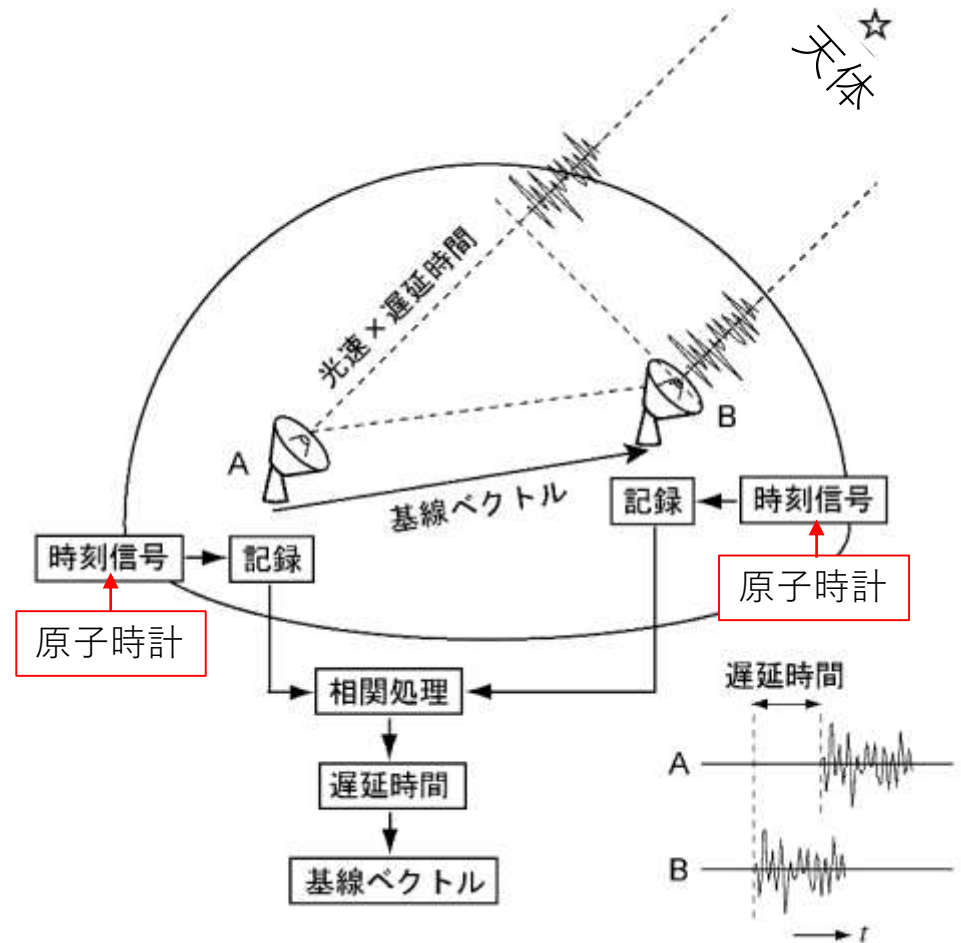 ☆
天体
光速×遅延時間
A
B
基線ベクトル
記録
時刻信号
時刻信号
記録
原子時計
原子時計
相関処理
遅延時間
基線ベクトル
遅延時間
A
B
t